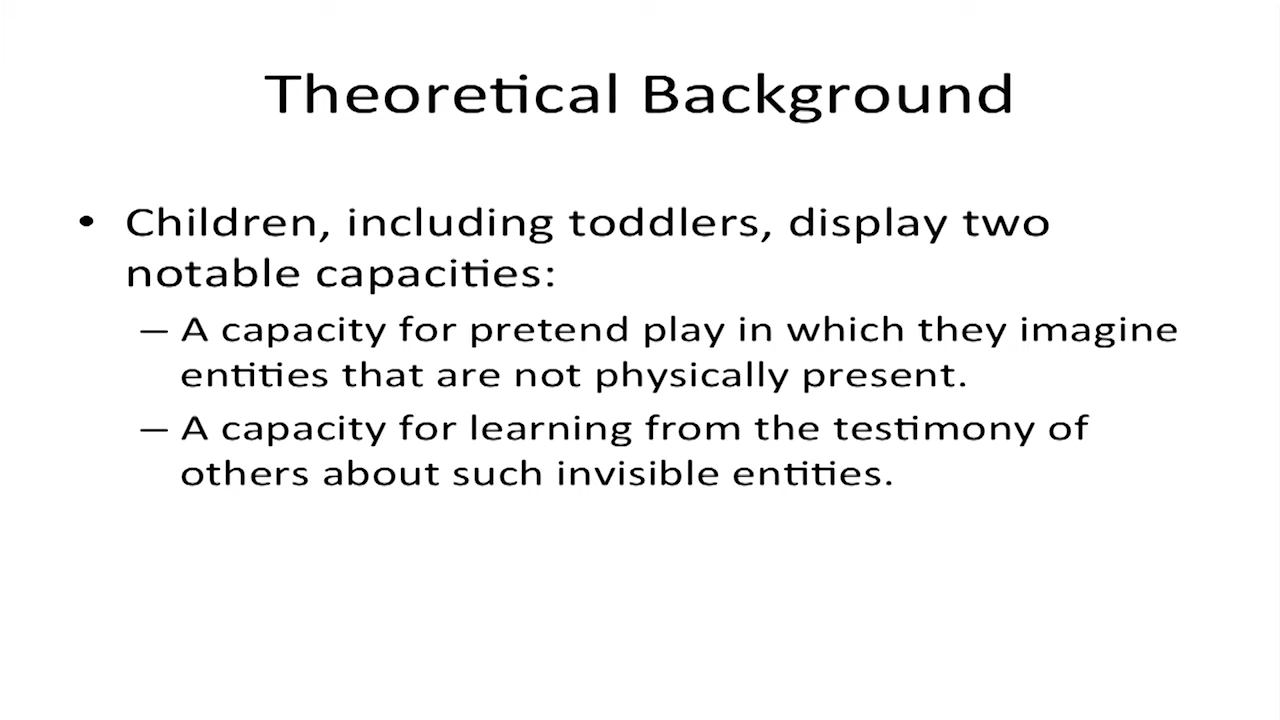 Theoretical Background
• Children, including toddlers, display two
notable capacities:
– A capacity for pretend play in which they imagine
entities that are not physically present.
– A capacity for learning from the testimony of
others about such invisible entities.